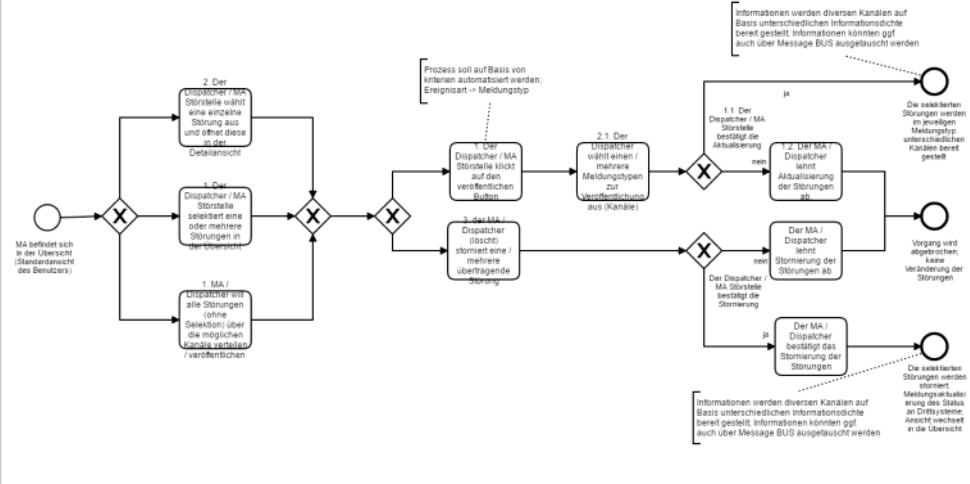 MA befindet sich
in der Übersicht
(Standardansicht
des Benutzers)
2. Der
Dispatcher / MA
Störstelle wählt
eine einzelne
Störung aus
und öffnet diese
in der
Detailansicht
1. Der
Dispatcher / MA
Störstelle
selektiert eine
oder mehrere
Störungen in
der Übersicht
1. MA /
Dispatcher will
alle Störungen
(ohne
Selektion) über
die möglichen
Kanäle verteilen
/ veröffentlichen
Prozess soll auf Basis von
kriterien automatisiert werden;
Ereignisart -> Meldungstyp
1. Der
Dispatcher / MA
Störstelle klickt
auf den
veröffentlichen
Button
3. der MA /
Dispatcher
(löscht)
storniert eine /
mehrere
übertragende
Störung
2.1. Der
Dispatcher
wählt einen /
mehrere
Meldungstypen
zur
Veröffentlichung
aus (Kanäle)
Informationen werden diversen Kanälen auf
Basis unterschiedlichen Informationsdichte
bereit gestellt; Informationen könnten ggf.
auch über Message BUS ausgetauscht werden
ja
1.1. Der
Dispatcher / MA
Störstelle
bestätigt die
Aktualisierung
nein
1.2. Der MA /
Dispatcher
lehnt
Aktualisierung
der Störungen
ab.
Die selektierten
Störungen werden
im jeweiligen
Meldungstyp
unterschiedlichen
Kanälen bereit
gestellt
Der MA /
Dispatcher
lehnt
Stornierung der
Störungen ab.
nein
Der Dispatcher /
MA Störstelle
bestätigt die
Stornierung
Vorgang wird
abgebrochen;
keine
Veränderung der
Störungen
ja
Der MA /
Dispatcher
bestätigt das
Stornierung der
Störungen
Die selektierten
Störungen werden
storniert;
Meldungsaktualisi
erung des Status
an Drittsysteme;
Ansicht wechselt
in die Übersicht
Informationen werden diversen Kanälen auf
Basis unterschiedlichen Informationsdichte
bereit gestellt; Informationen könnten ggf.
auch über Message BUS ausgetauscht werden